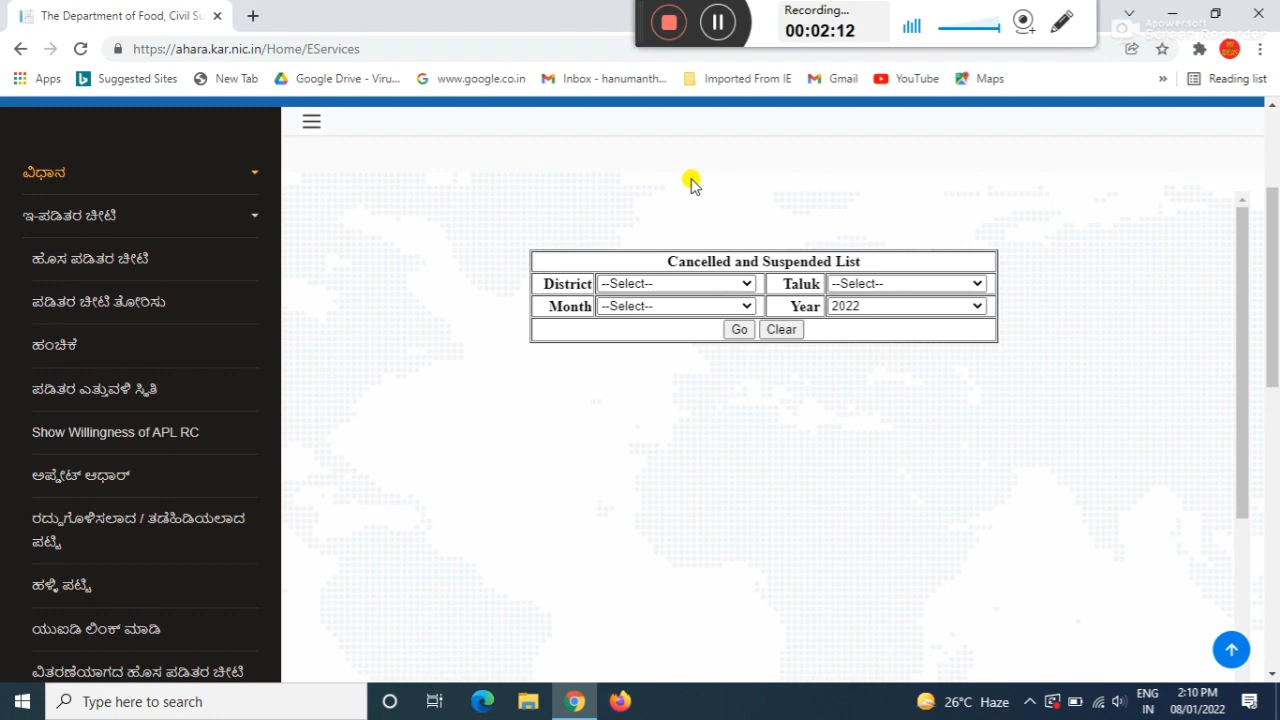 The Department of Food, Civil Su
Recording...
00:02:12
Apowersoft
Screen Recorder
https://ahara.kar.nic.in/Home/EServices
Apps
Suggested Sites
New Tab
Google Drive - Viru...
www.google.co.in
Inbox - hanumanth...
Imported From IE
Gmail
YouTube
Maps
»
Reading list
ವಿಧಾನ
ಇ-ಪಡಿತರ ಚೀಟಿ
ಹೊಸ ಪಡಿತರ ಚೀಟಿ
ಪಡಿತರ ಚೀಟಿ ತೋರಿಸು
ಹಂಚಿಕೆ
ಪಡಿತರ ಎತ್ತುವಳಿ ಸ್ಥಿತಿ
Show Willingness of APL RC
ಅಪ್ಡೇಟ್ ಆಧಾರ್
ರದ್ದುಗೊಳಿಸಲಾದ / ತಡೆಹಿಡಿಯಲಾದ
ಪಟ್ಟಿ
ಹಳ್ಳಿ ಪಟ್ಟಿ
ಯುಐಡಿ ಲಿಂಕ್ ಮಾಡಿ
ವಿತರಣೆಯಾಗದ ಹೊಸ ಪಡಿತರ ಚೀಟಿ
Cancelled and Suspended List
District --Select-- Taluk --Select--
Month --Select-- Year 2022
Go Clear
Type here to search
26°C Haze
ENG
IN
2:10 PM
08/01/2022